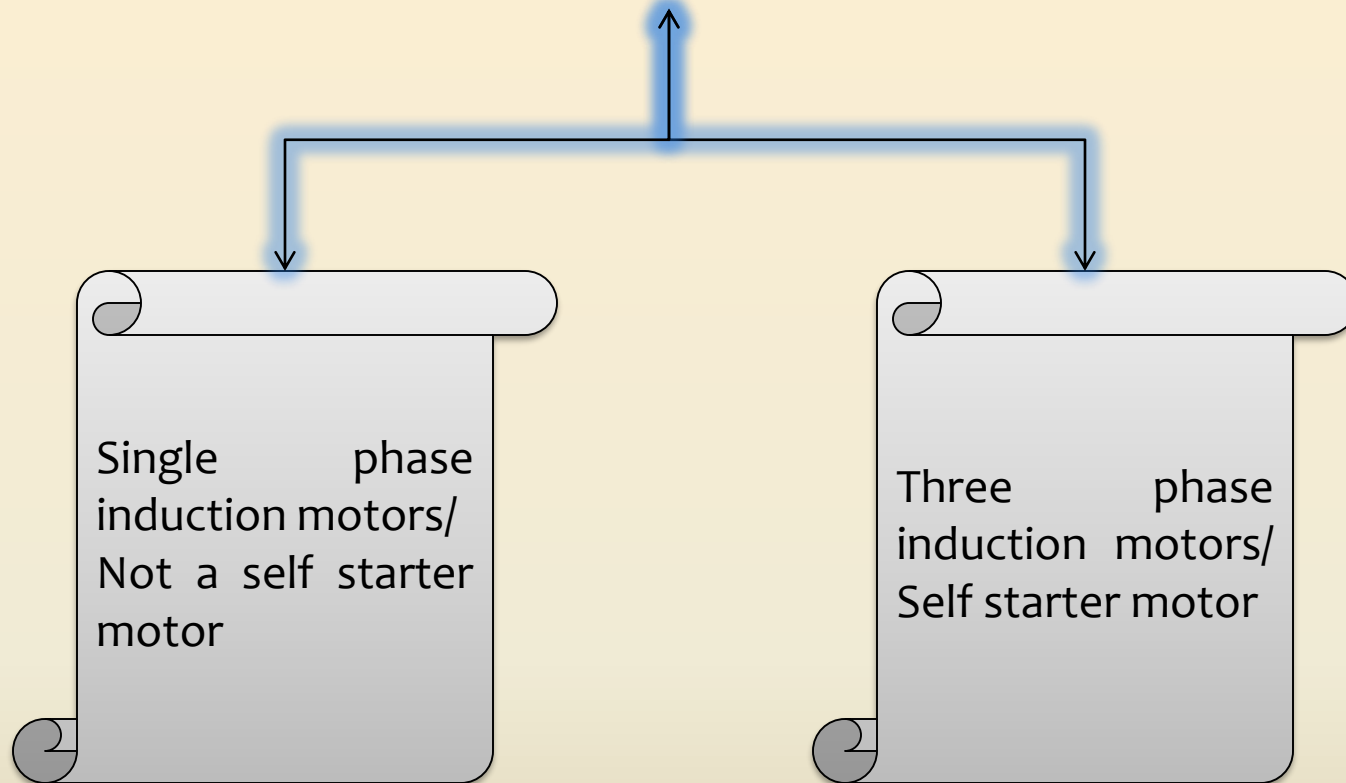 Single phase
induction motors/
Not a self starter
motor
Three phase
induction motors/
Self starter motor